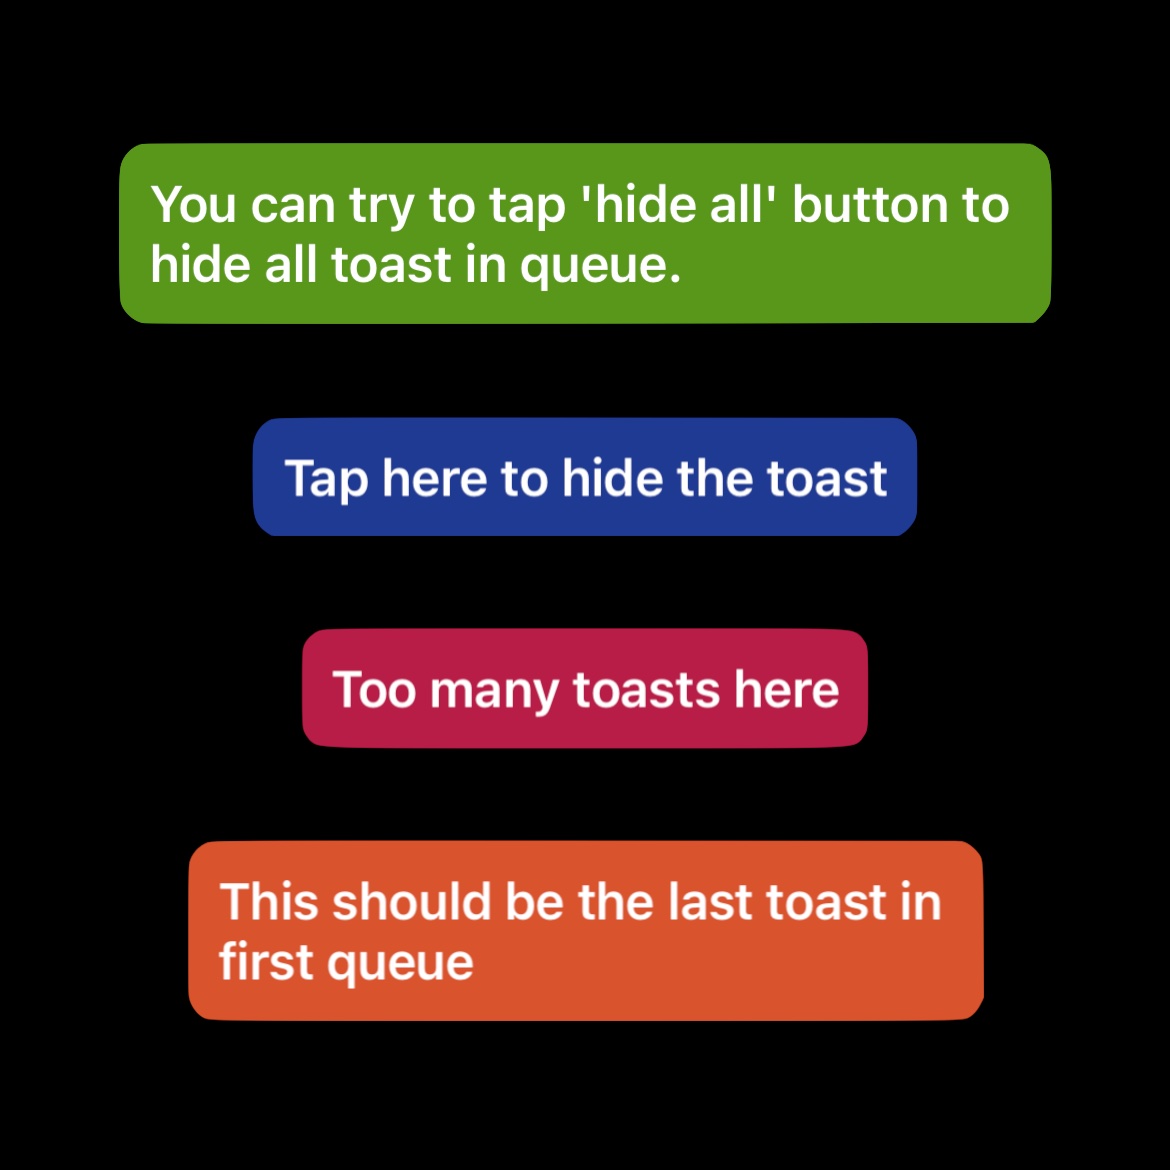 You can try to tap 'hide all' button to
hide all toast in queue.
Tap here to hide the toast
Too many toasts here
This should be the last toast in
first queue